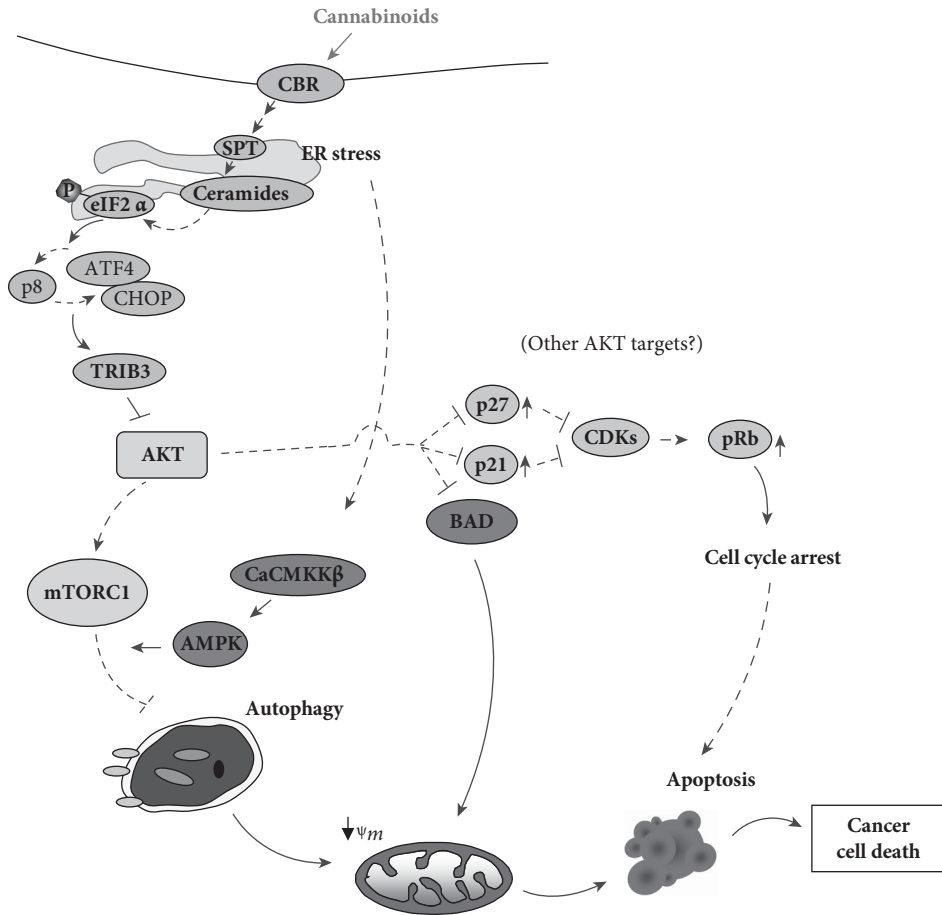 Cannabinoids
CBR
SPT
ER stress
P
Ceramides
eIF2 α
ATF4
p8
CHOP
(Other AKT targets?)
TRIB3
p27
CDKs
pRb
AKT
p21
BAD
Cell cycle arrest
CaCMKKβ
mTORC1
AMPK
Autophagy
Apoptosis
ψm
Cancer
cell death